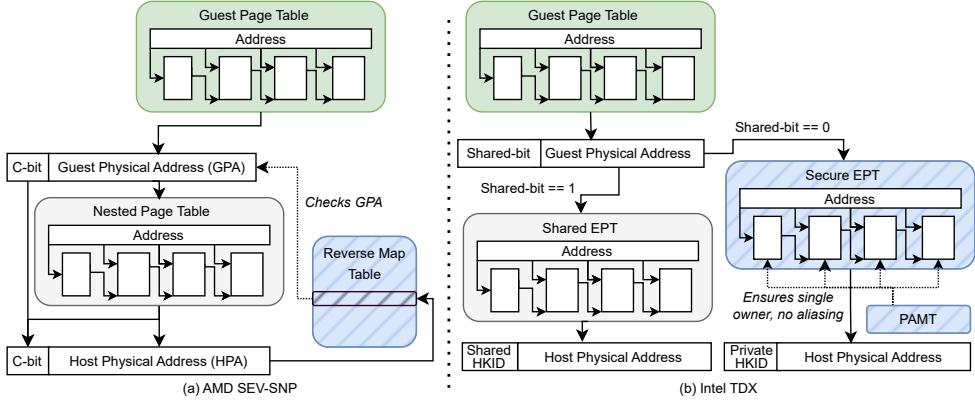 Guest Page Table
Address
C-bit
Guest Physical Address (GPA)
Nested Page Table
Address
Checks GPA
Reverse Map
Table
C-bit
Host Physical Address (HPA)
(a) AMD SEV-SNP
Guest Page Table
Address
Shared-bit == 0
Shared-bit
Guest Physical Address
Shared-bit == 1
Secure EPT
Address
Shared EPT
Address
Ensures single
owner, no aliasing
PAMT
Shared
HKID
Host Physical Address
Private
HKID
Host Physical Address
(b) Intel TDX